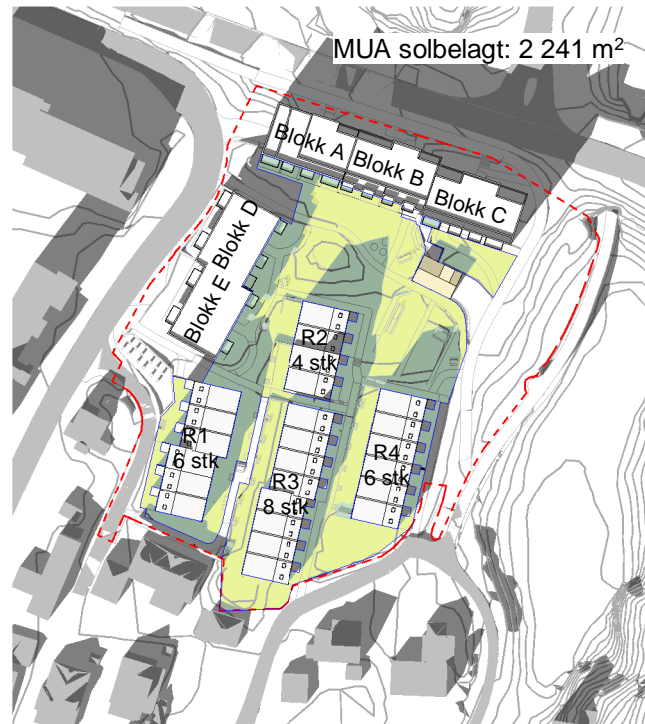 MUA solbelagt: 2 241 m²
Blokk A
Blokk B
Blokk C
Blokk D
Blokk E
R2
4 stk
R1
6 stk
R3
8 stk
R4
6 stk